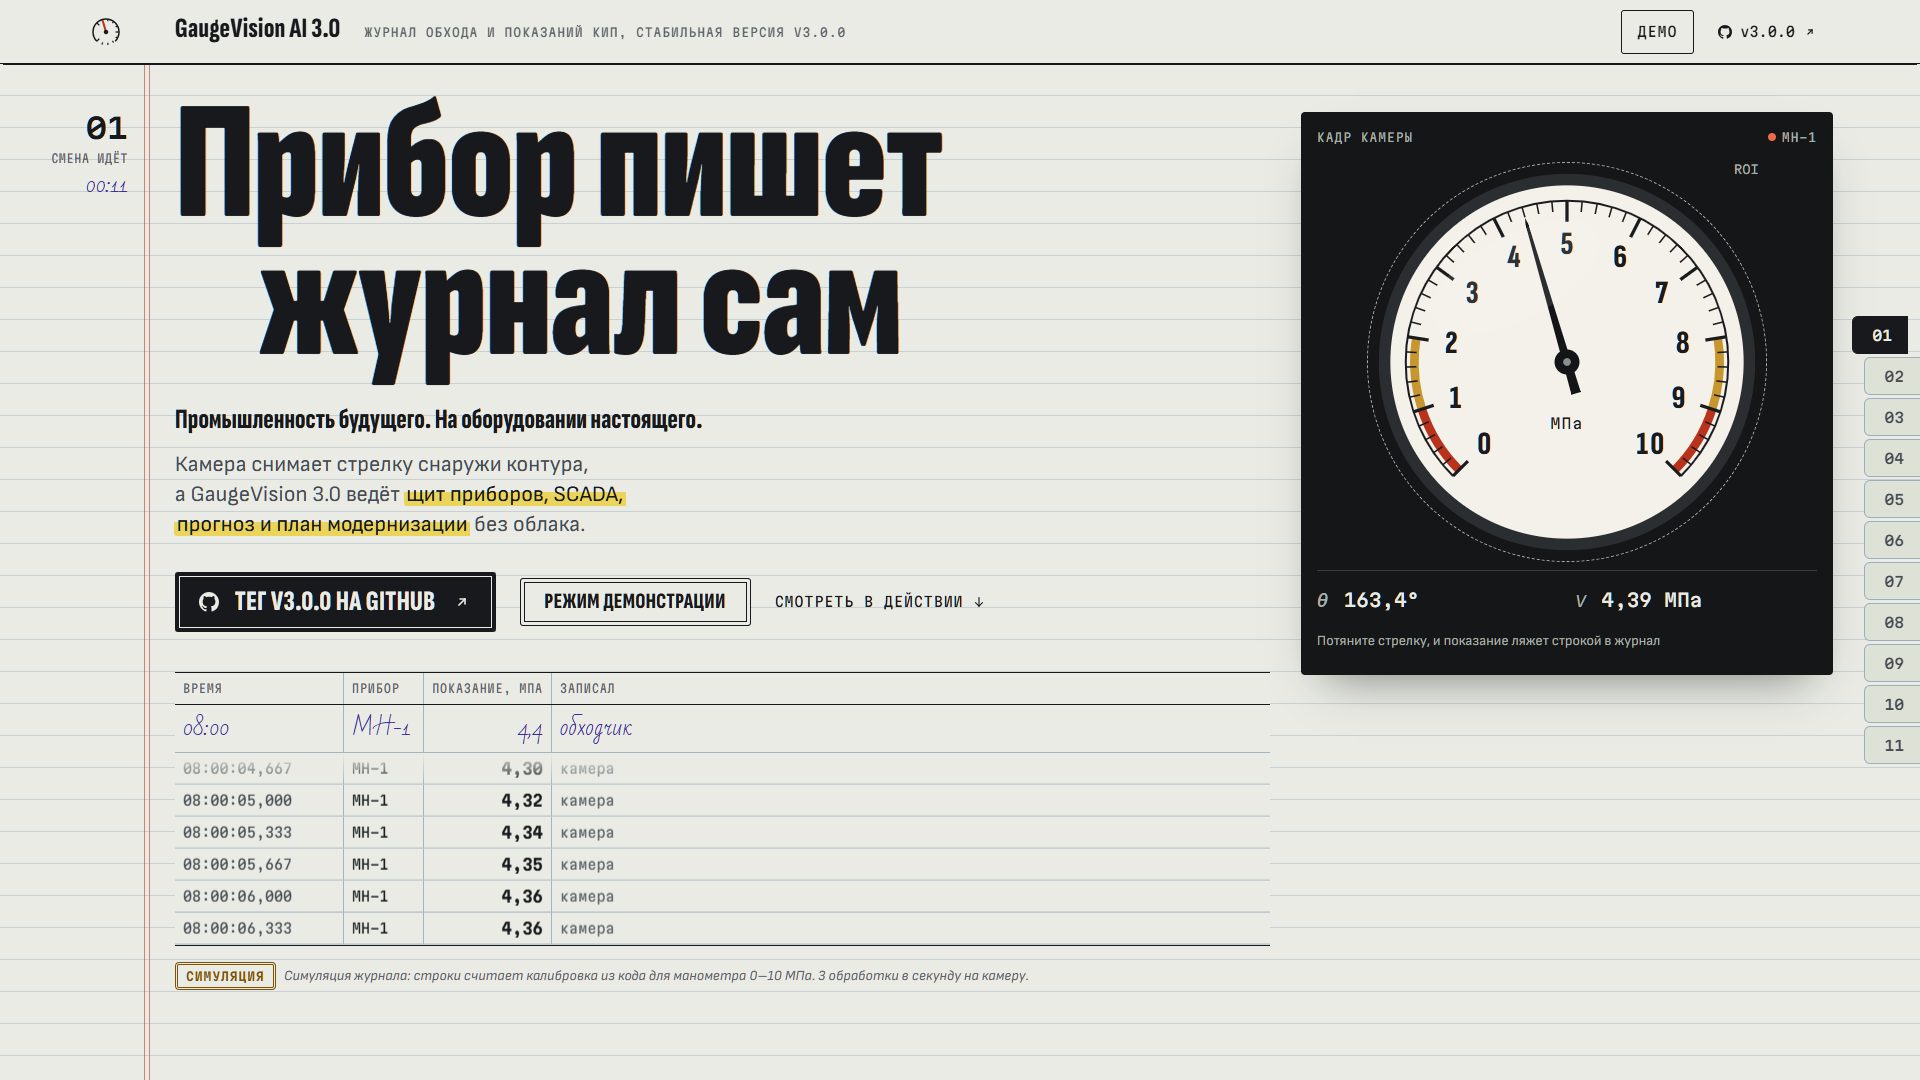 GaugeVision AI 3.0
ЖУРНАЛ ОБХОДА И ПОКАЗАНИЙ КИП, СТАБИЛЬНАЯ ВЕРСИЯ V3.0.0
ДЕМО
v3.0.0 ↗
01
СМЕНА ИДЁТ
00:11
Прибор пишет
журнал сам
Промышленность будущего. На оборудовании настоящего.
Камера снимает стрелку снаружи контура,
а GaugeVision 3.0 ведёт щит приборов, SCADA,
прогноз и план модернизации без облака.
ТЕГ V3.0.0 НА GITHUB ↗
РЕЖИМ ДЕМОНСТРАЦИИ
СМОТРЕТЬ В ДЕЙСТВИИ ↓
КАДР КАМЕРЫ
МН-1
ROI
0
1
2
3
4
5
6
7
8
9
10
МПа
θ 163,4°
V 4,39 МПа
Потяните стрелку, и показание ляжет строкой в журнал
ВРЕМЯ ПРИБОР ПОКАЗАНИЕ, МПА ЗАПИСАЛ
08:00 МН-1 4,4 обходчик
08:00:04,667 МН-1 4,30 камера
08:00:05,000 МН-1 4,32 камера
08:00:05,333 МН-1 4,34 камера
08:00:05,667 МН-1 4,35 камера
08:00:06,000 МН-1 4,36 камера
08:00:06,333 МН-1 4,36 камера
СИМУЛЯЦИЯ
Симуляция журнала: строки считает калибровка из кода для манометра 0–10 МПа. 3 обработки в секунду на камеру.
01
02
03
04
05
06
07
08
09
10
11